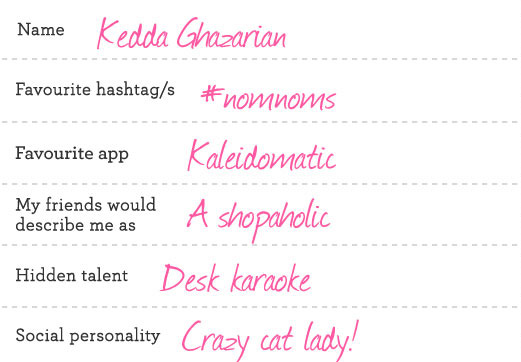 Name Kedda Ghazarian
Favourite hashtag/s #nomnoms
Favourite app Kaleidomatic
My friends would
describe me as A shopaholic
Hidden talent Desk karaoke
Social personality Crazy cat lady!